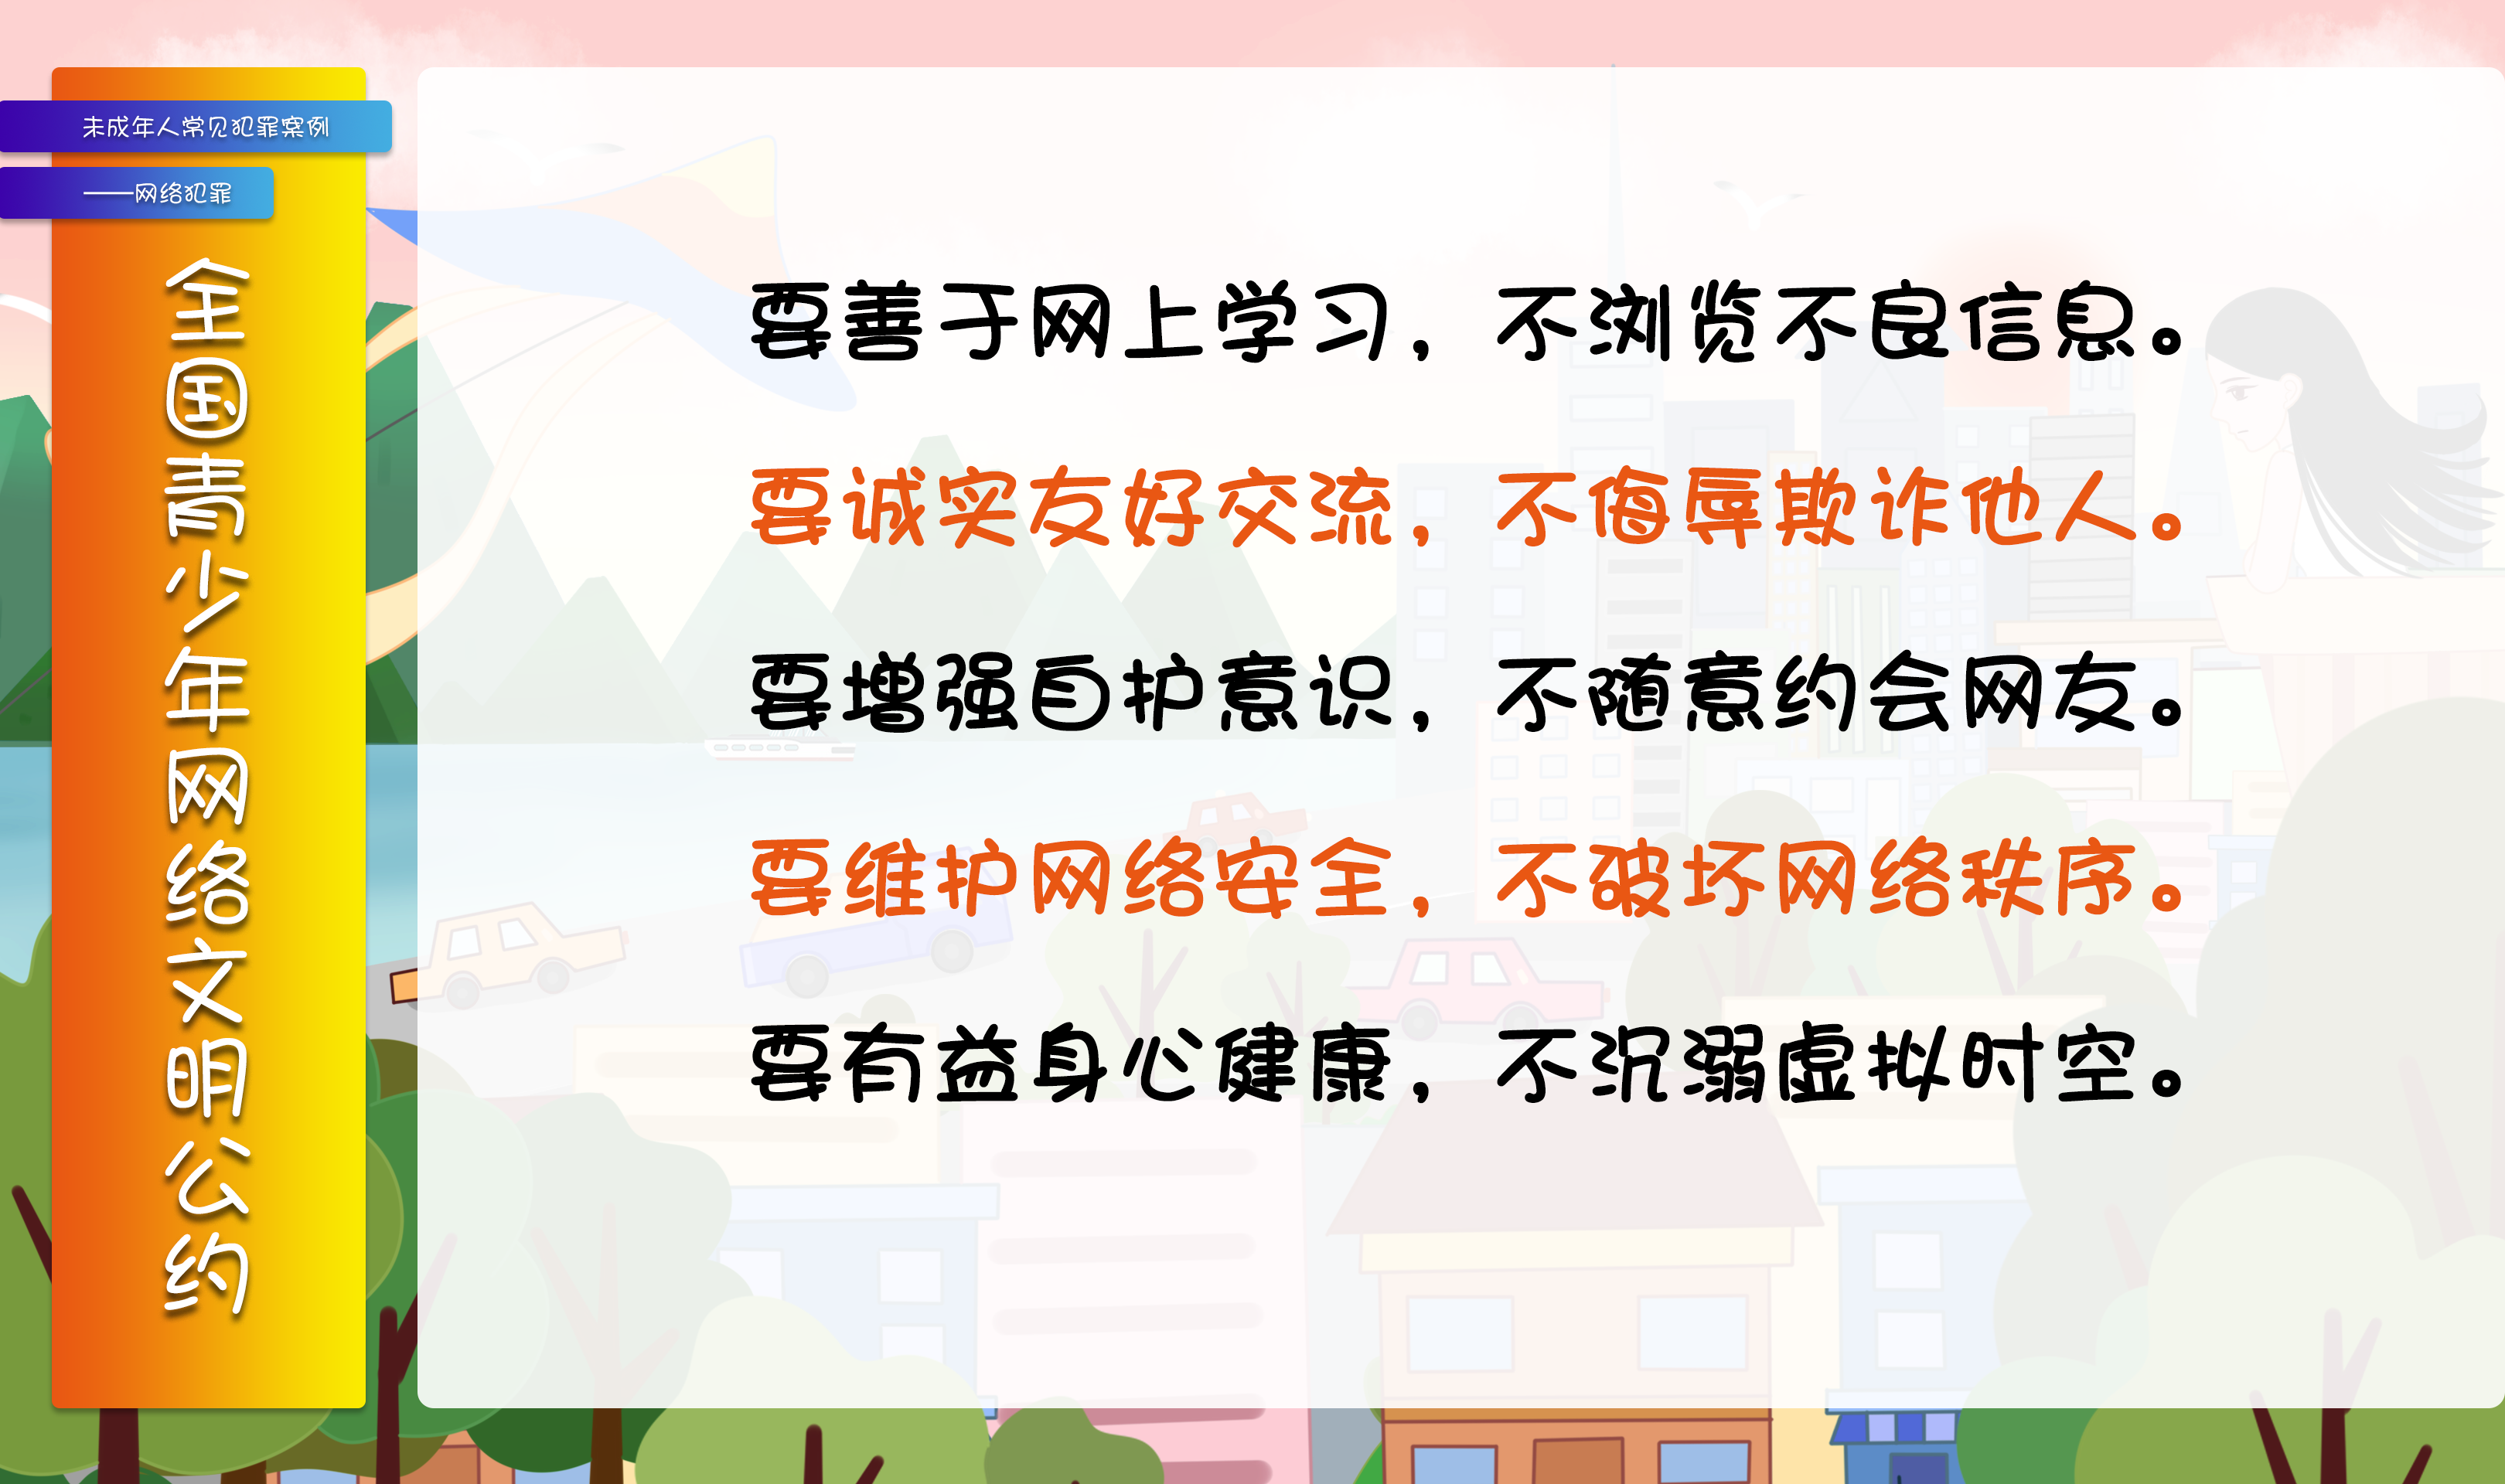 未成年人常见犯罪案例
——网络犯罪
全国青少年网络文明公约
要善于网上学习，不浏览不良信息。
要诚实友好交流，不侮辱欺诈他人。
要增强自护意识，不随意约会网友。
要维护网络安全，不破坏网络秩序。
要有益身心健康，不沉溺虚拟时空。